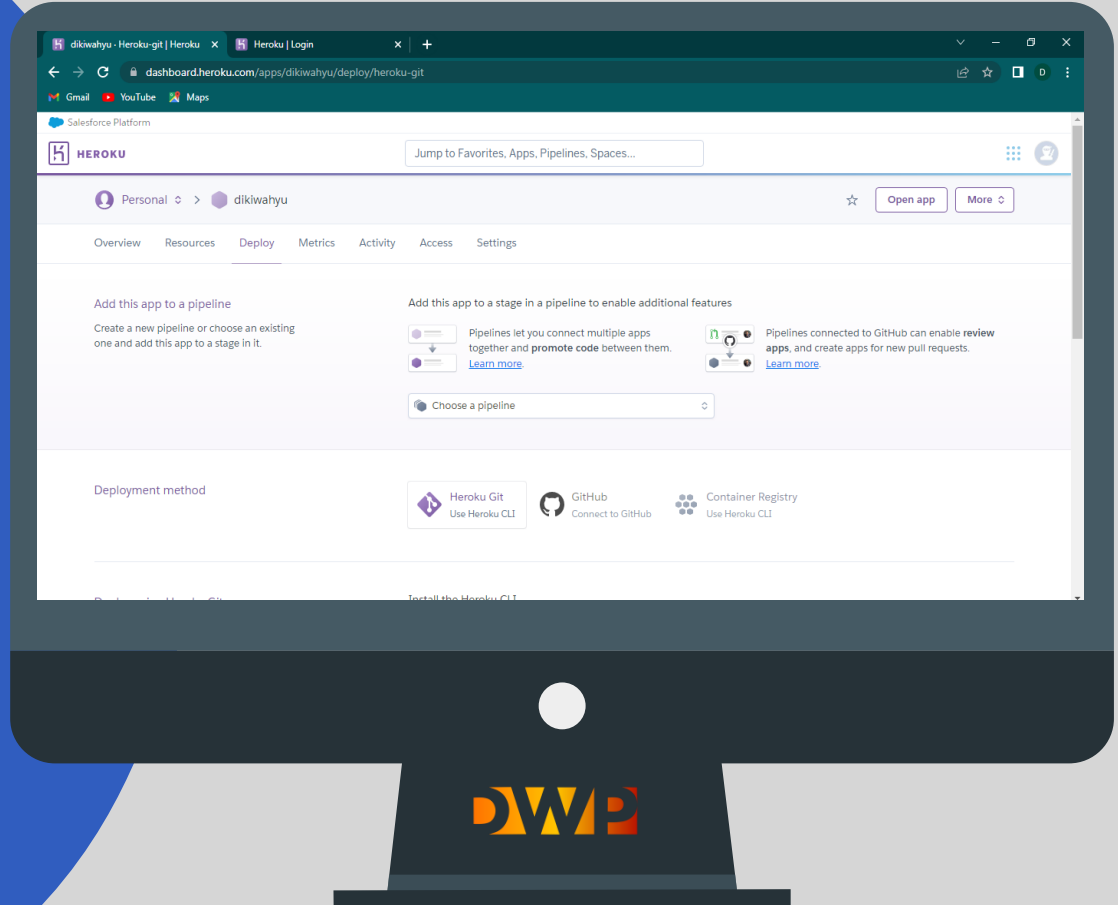 dikiwahyu · Heroku-git | Heroku
Heroku | Login
dashboard.heroku.com/apps/dikiwahyu/deploy/heroku-git
D
Gmail YouTube Maps
Salesforce Platform
HEROKU
Jump to Favorites, Apps, Pipelines, Spaces...
Personal > dikiwahyu
Open app
More
Overview Resources Deploy Metrics Activity Access Settings
Add this app to a pipeline
Create a new pipeline or choose an existing
one and add this app to a stage in it.
Add this app to a stage in a pipeline to enable additional features
Pipelines let you connect multiple apps
together and promote code between them.
Learn more.
Pipelines connected to GitHub can enable review
apps, and create apps for new pull requests.
Learn more.
Choose a pipeline
Deployment method
Heroku Git
Use Heroku CLI
GitHub
Connect to GitHub
Container Registry
Use Heroku CLI
Install the Heroku CLI
DWP